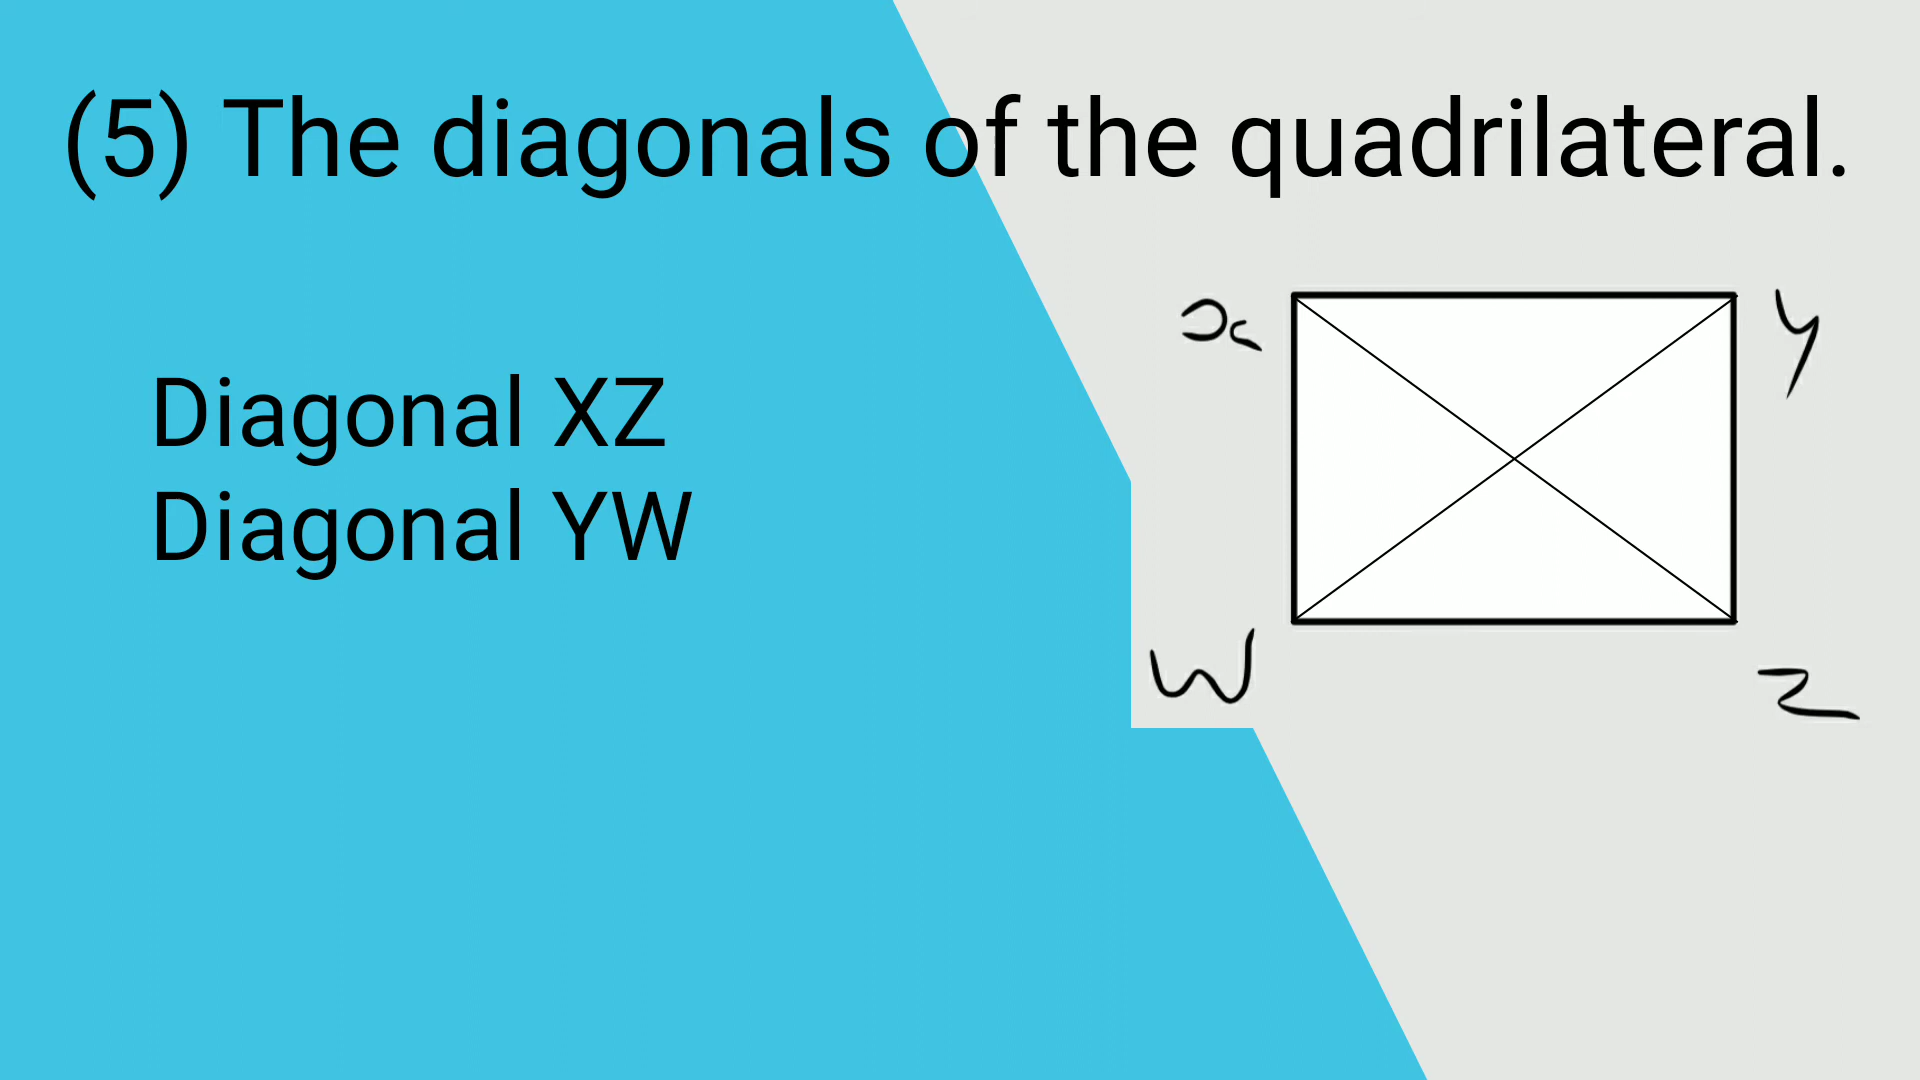 (5) The diagonals of the quadrilateral.
x y
Diagonal XZ
Diagonal YW
W Z